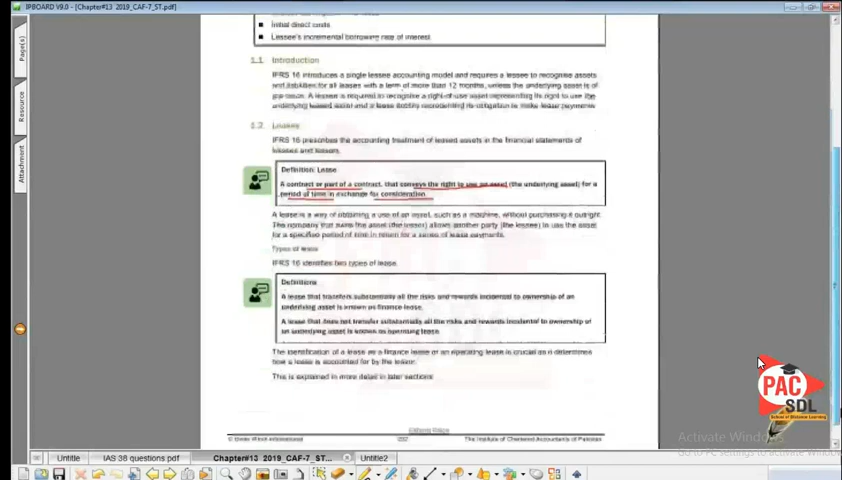 IPBOARD V9.0 - [Chapter#13 2019_CAF-7_ST.pdf]
Page(s)
Resource
Attachment
Initial direct costs
Lessee's incremental borrowing rate of interest
1.1 Introduction
IFRS 16 introduces a single lessee accounting model and requires a lessee to recognise assets
and liabilities for all leases with a term of more than 12 months, unless the underlying asset is of
low value. A lessee is required to recognise a right-of-use asset representing its right to use the
underlying leased asset and a lease liability representing its obligation to make lease payments
1.2 Leases
IFRS 16 prescribes the accounting treatment of leased assets in the financial statements of
lessees and lessors.
Definition: Lease
A contract or part of a contract, that conveys the right to use an asset (the underlying asset) for a
period of time in exchange for consideration.
A lease is a way of obtaining a use of an asset, such as a machine, without purchasing it outright.
The company that owns the asset (the lessor) allows another party (the lessee) to use the asset
for a specified period of time in return for a series of lease payments.
Types of lease
IFRS 16 identifies two types of lease.
Definitions
A lease that transfers substantially all the risks and rewards incidental to ownership of an
underlying asset is known as finance lease.
A lease that does not transfer substantially all the risks and rewards incidental to ownership of
an underlying asset is known as operating lease
The identification of a lease as a finance lease or an operating lease is crucial as it determines
how a lease is accounted for by the lessor.
This is explained in more detail in later sections
© Emile Woolf International
The Institute of Chartered Accountants of Pakistan
PAC
SDL
School of Distance Learning
Activate Windows
Go to PC settings to activate Windows.
Untitle
IAS 38 questions.pdf
Chapter#13 2019_CAF-7_ST...
Untitle2